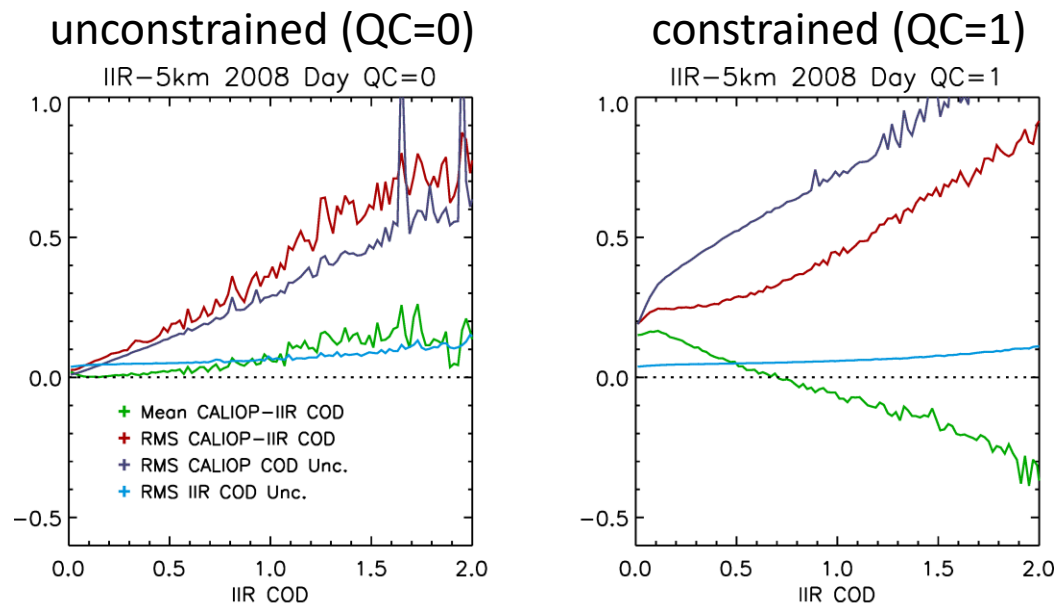 unconstrained (QC=0)
IIR-5km 2008 Day QC=0
1.0
0.5
0.0
-0.5
Mean CALIOP-IIR COD
RMS CALIOP-IIR COD
RMS CALIOP COD Unc.
RMS IIR COD Unc.
0.0 0.5 1.0 1.5 2.0
IIR COD
constrained (QC=1)
IIR-5km 2008 Day QC=1
1.0
0.5
0.0
-0.5
0.0 0.5 1.0 1.5 2.0
IIR COD